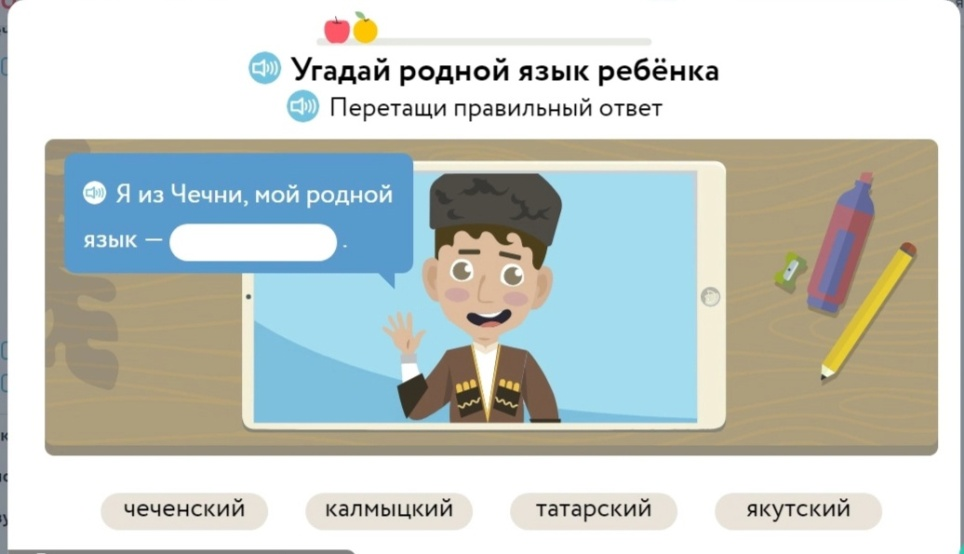 Угадай родной язык ребёнка
Перетащи правильный ответ
Я из Чечни, мой родной
язык — .
чеченский
калмыцкий
татарский
якутский